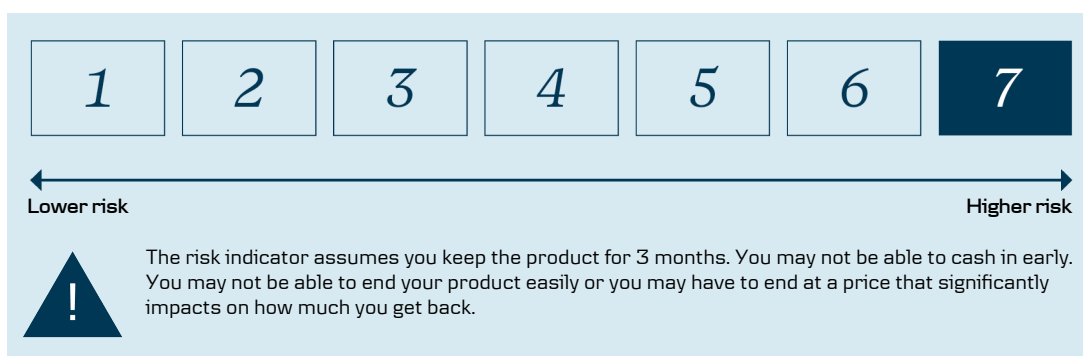 1 2 3 4 5 6 7
Lower risk Higher risk
! The risk indicator assumes you keep the product for 3 months. You may not be able to cash in early.
You may not be able to end your product easily or you may have to end at a price that significantly
impacts on how much you get back.